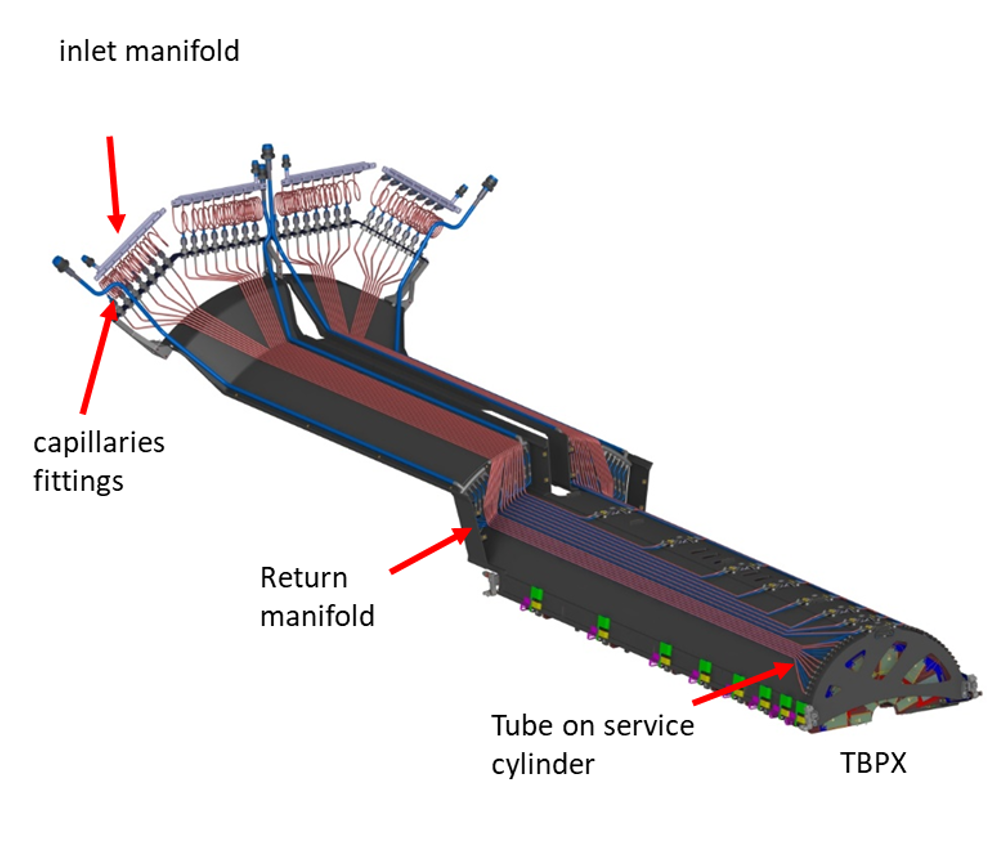 inlet manifold
capillaries
fittings
Return
manifold
Tube on service
cylinder
TBPX